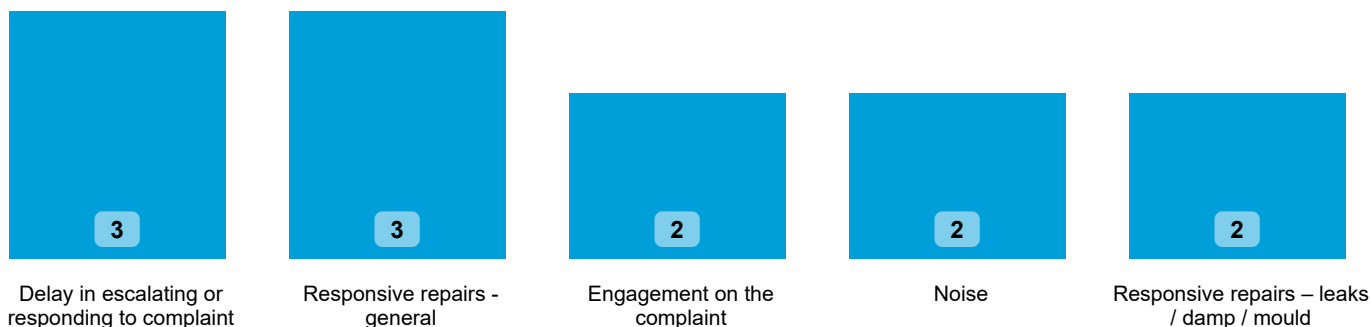 3
3
2
2
2
Delay in escalating or
responding to complaint
Responsive repairs -
general
Engagement on the
complaint
Noise
Responsive repairs – leaks
/ damp / mould